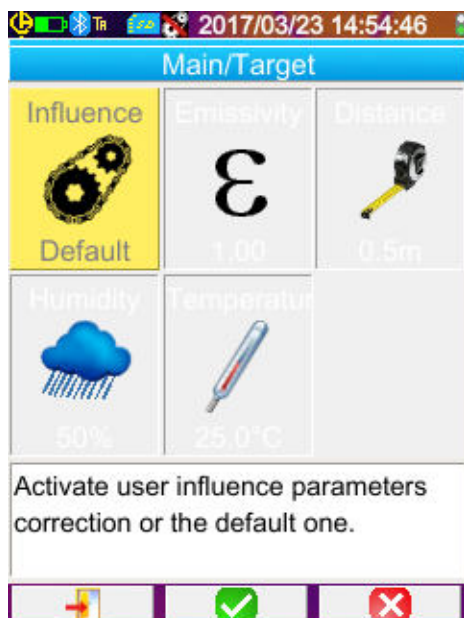 TR 2017/03/23 14:54:46
Main/Target
Influence Emissivity Distance
ε
Default 1,00 0.5m
Humidity Temperatur
50% 25.0°C
Activate user influence parameters
correction or the default one.